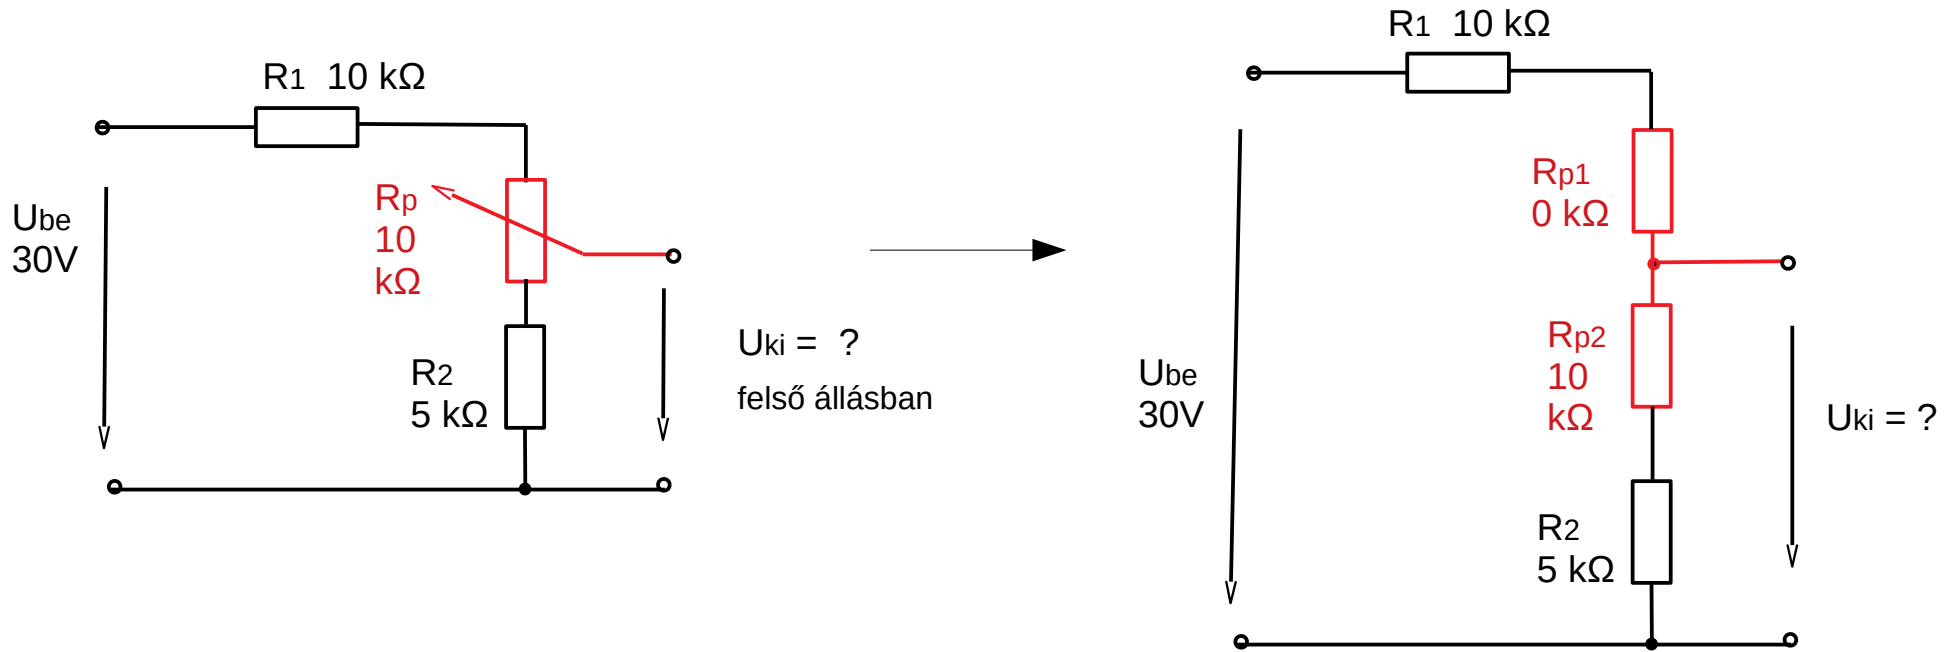 R1 10 kΩ
Ube
30V
Rp
10
kΩ
R2
5 kΩ
Uki = ?
felső állásban
R1 10 kΩ
Rp1
0 kΩ
Rp2
10
kΩ
Ube
30V
Uki = ?
R2
5 kΩ